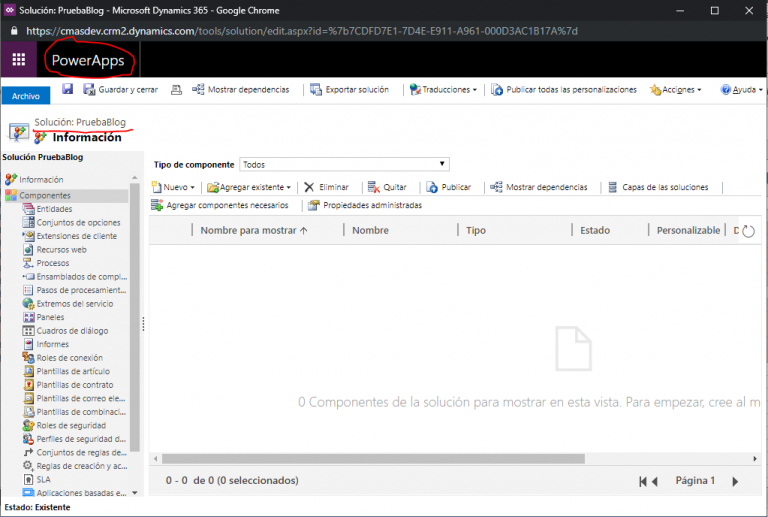 Solución: PruebaBlog - Microsoft Dynamics 365 - Google Chrome
https://cmasdev.crm2.dynamics.com/tools/solution/edit.aspx?id=%7b7CDFD7E1-7D4E-E911-A961-000D3AC1B17A%7d
PowerApps
Archivo Guardar y cerrar Mostrar dependencias Exportar solución Traducciones Publicar todas las personalizaciones Acciones Ayuda
Solución: PruebaBlog
Información
Solución PruebaBlog
Información
Componentes
Entidades
Conjuntos de opciones
Extensiones de cliente
Recursos web
Procesos
Ensamblados de compl...
Pasos de procesamient...
Extremos del servicio
Paneles
Cuadros de diálogo
Informes
Roles de conexión
Plantillas de artículo
Plantillas de contrato
Plantillas de correo ele...
Plantillas de combinaci...
Roles de seguridad
Perfiles de seguridad d...
Conjuntos de reglas de...
Reglas de creación y ac...
SLA
Aplicaciones basadas e...
Tipo de componente Todos
Nuevo Agregar existente Eliminar Quitar Publicar Mostrar dependencias Capas de las soluciones
Agregar componentes necesarios Propiedades administradas
Nombre para mostrar Nombre Tipo Estado Personalizable D
0 Componentes de la solución para mostrar en esta vista. Para empezar, cree al m
0 - 0 de 0 (0 seleccionados) Página 1
Estado: Existente